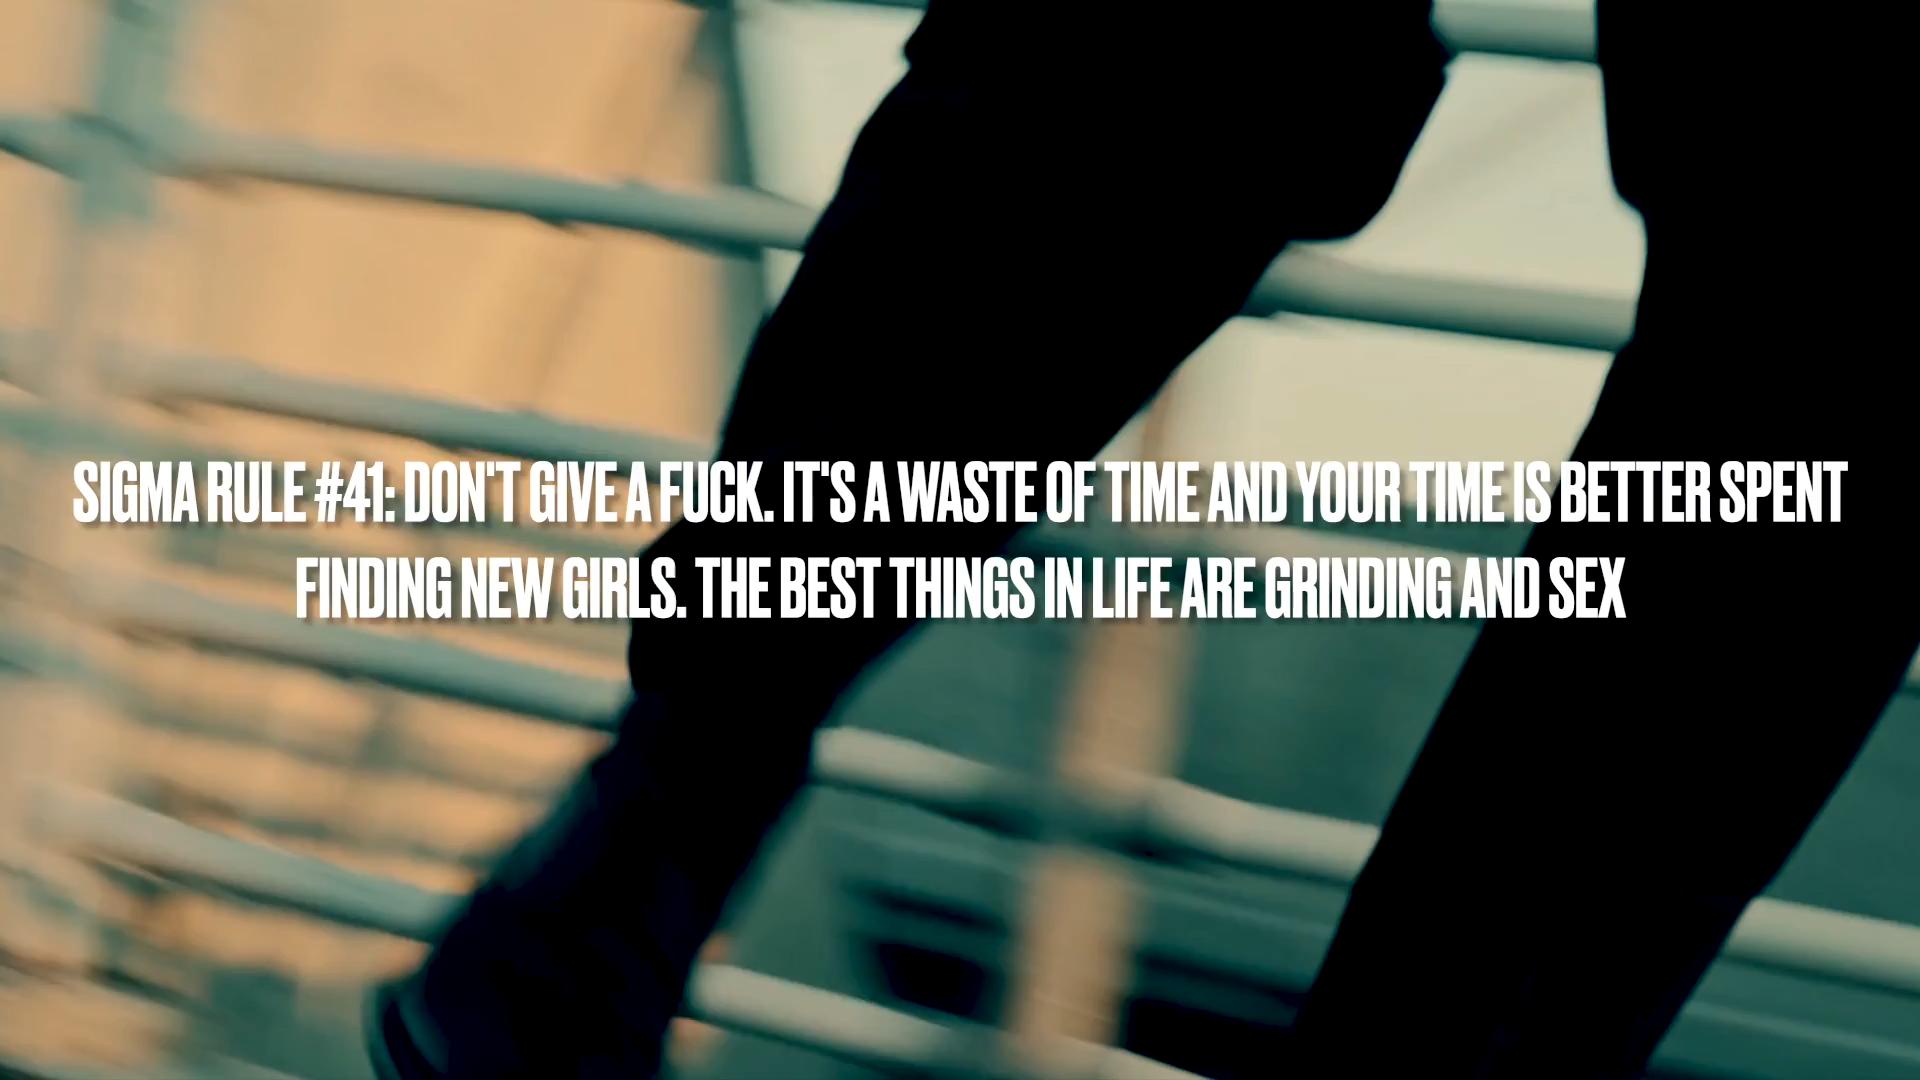 SIGMA RULE #41: DON'T GIVE A FUCK. IT'S A WASTE OF TIME AND YOUR TIME IS BETTER SPENT
FINDING NEW GIRLS. THE BEST THINGS IN LIFE ARE GRINDING AND SEX